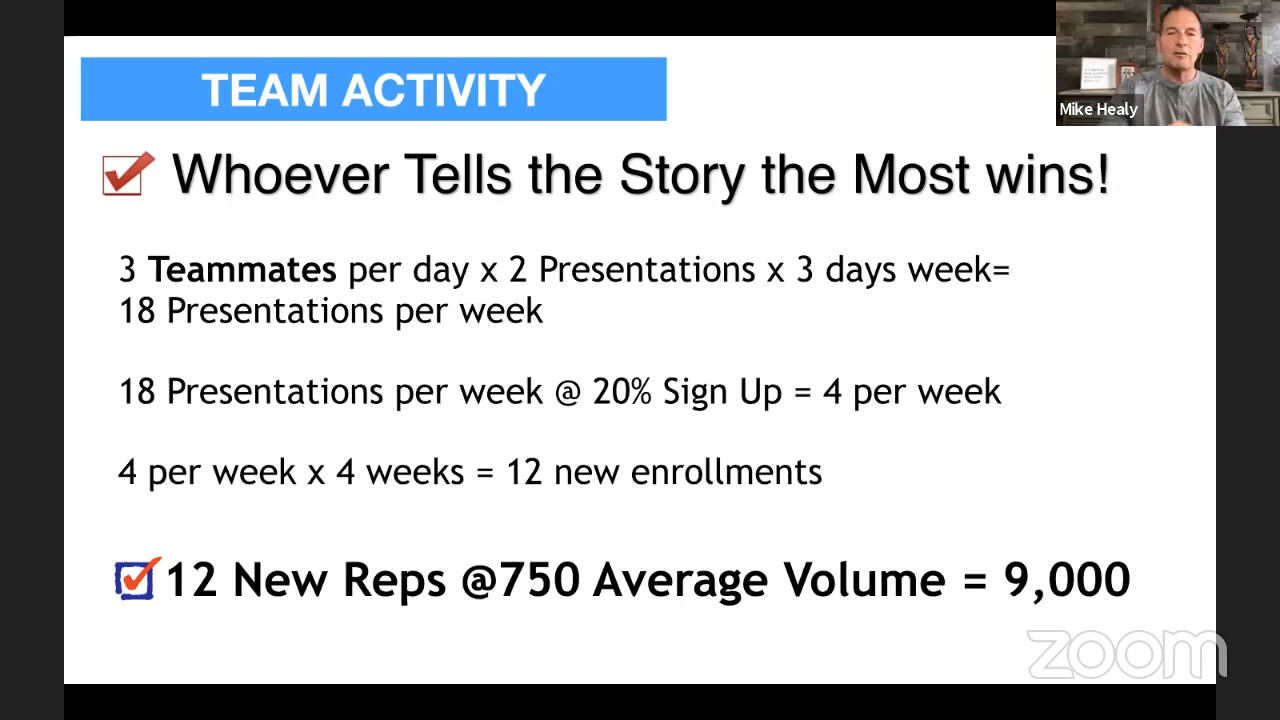 TEAM ACTIVITY
Mike Healy
Whoever Tells the Story the Most wins!
3 Teammates per day x 2 Presentations x 3 days week=
18 Presentations per week
18 Presentations per week @ 20% Sign Up = 4 per week
4 per week x 4 weeks = 12 new enrollments
12 New Reps @750 Average Volume = 9,000
zoom